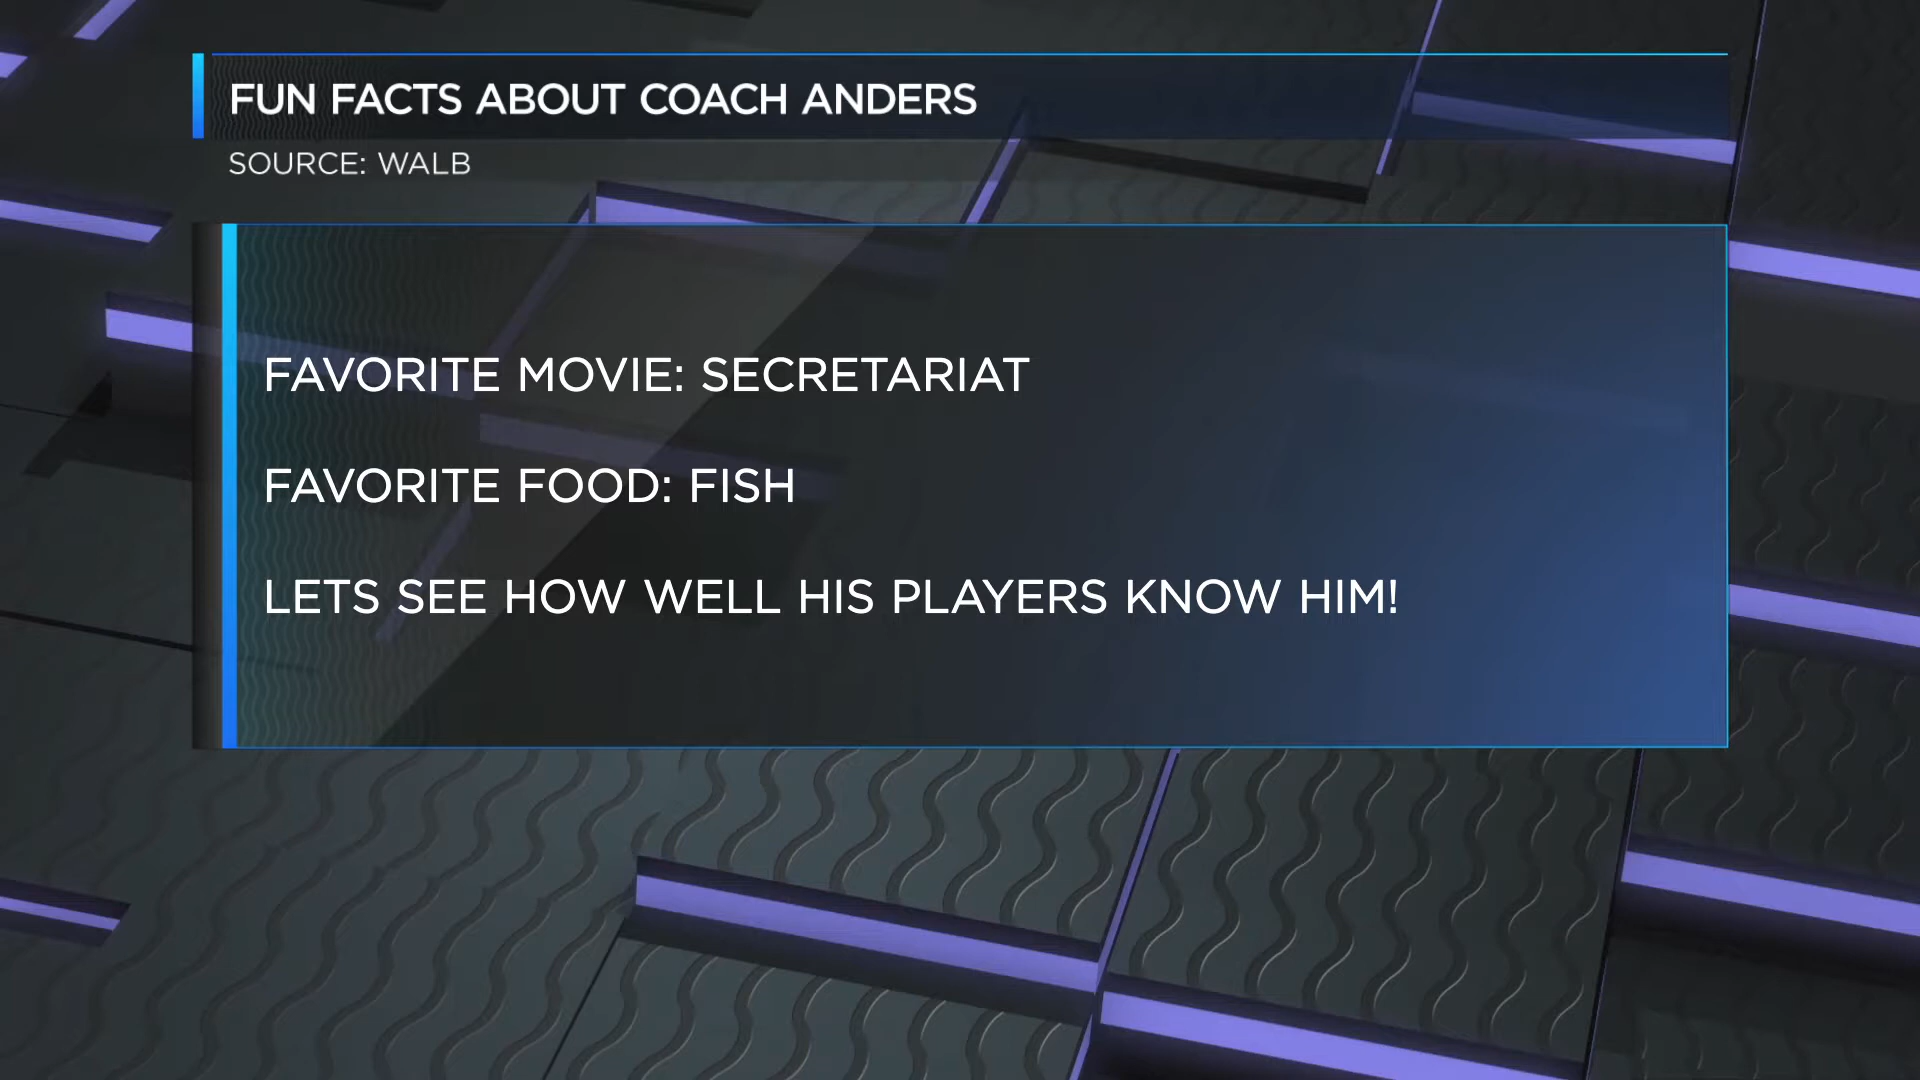 FUN FACTS ABOUT COACH ANDERS
SOURCE: WALB
FAVORITE MOVIE: SECRETARIAT
FAVORITE FOOD: FISH
LETS SEE HOW WELL HIS PLAYERS KNOW HIM!